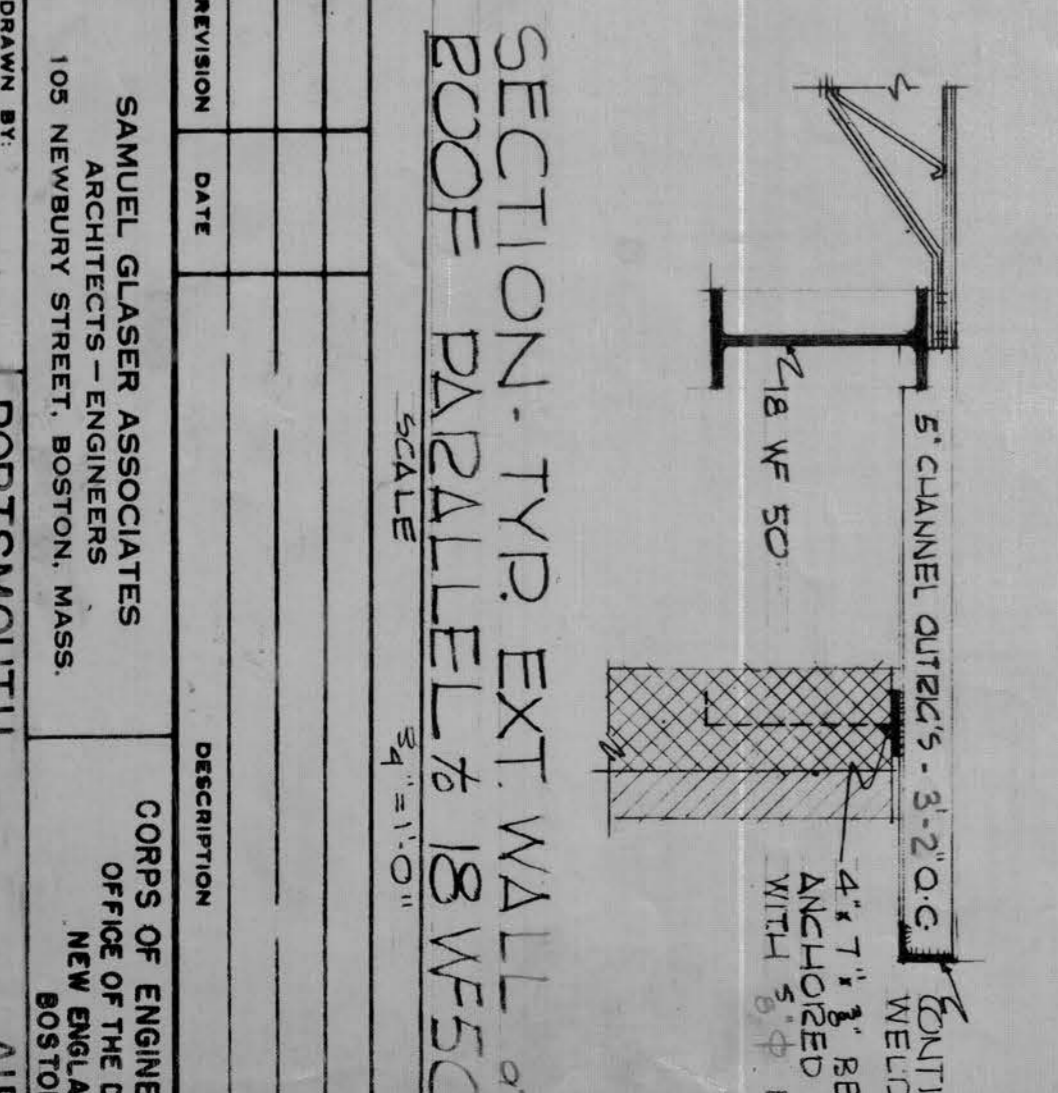 5" CHANNEL OUTRIG'S - 3'-2" O.C.
CONTI
WELD
18 WF 50
4" x 7" x 3/8" BE
ANCHORED
WITH 5/8" Φ
SECTION - TYP. EXT. WALL
ROOF PARALLEL to 18 WF 50
SCALE 3/4" = 1'-0"
REVISION DATE DESCRIPTION
SAMUEL GLASER ASSOCIATES
ARCHITECTS - ENGINEERS
105 NEWBURY STREET, BOSTON, MASS.
CORPS OF ENGINE
OFFICE OF THE D
NEW ENGLA
BOSTO
DRAWN BY:
PORTSMOUTH